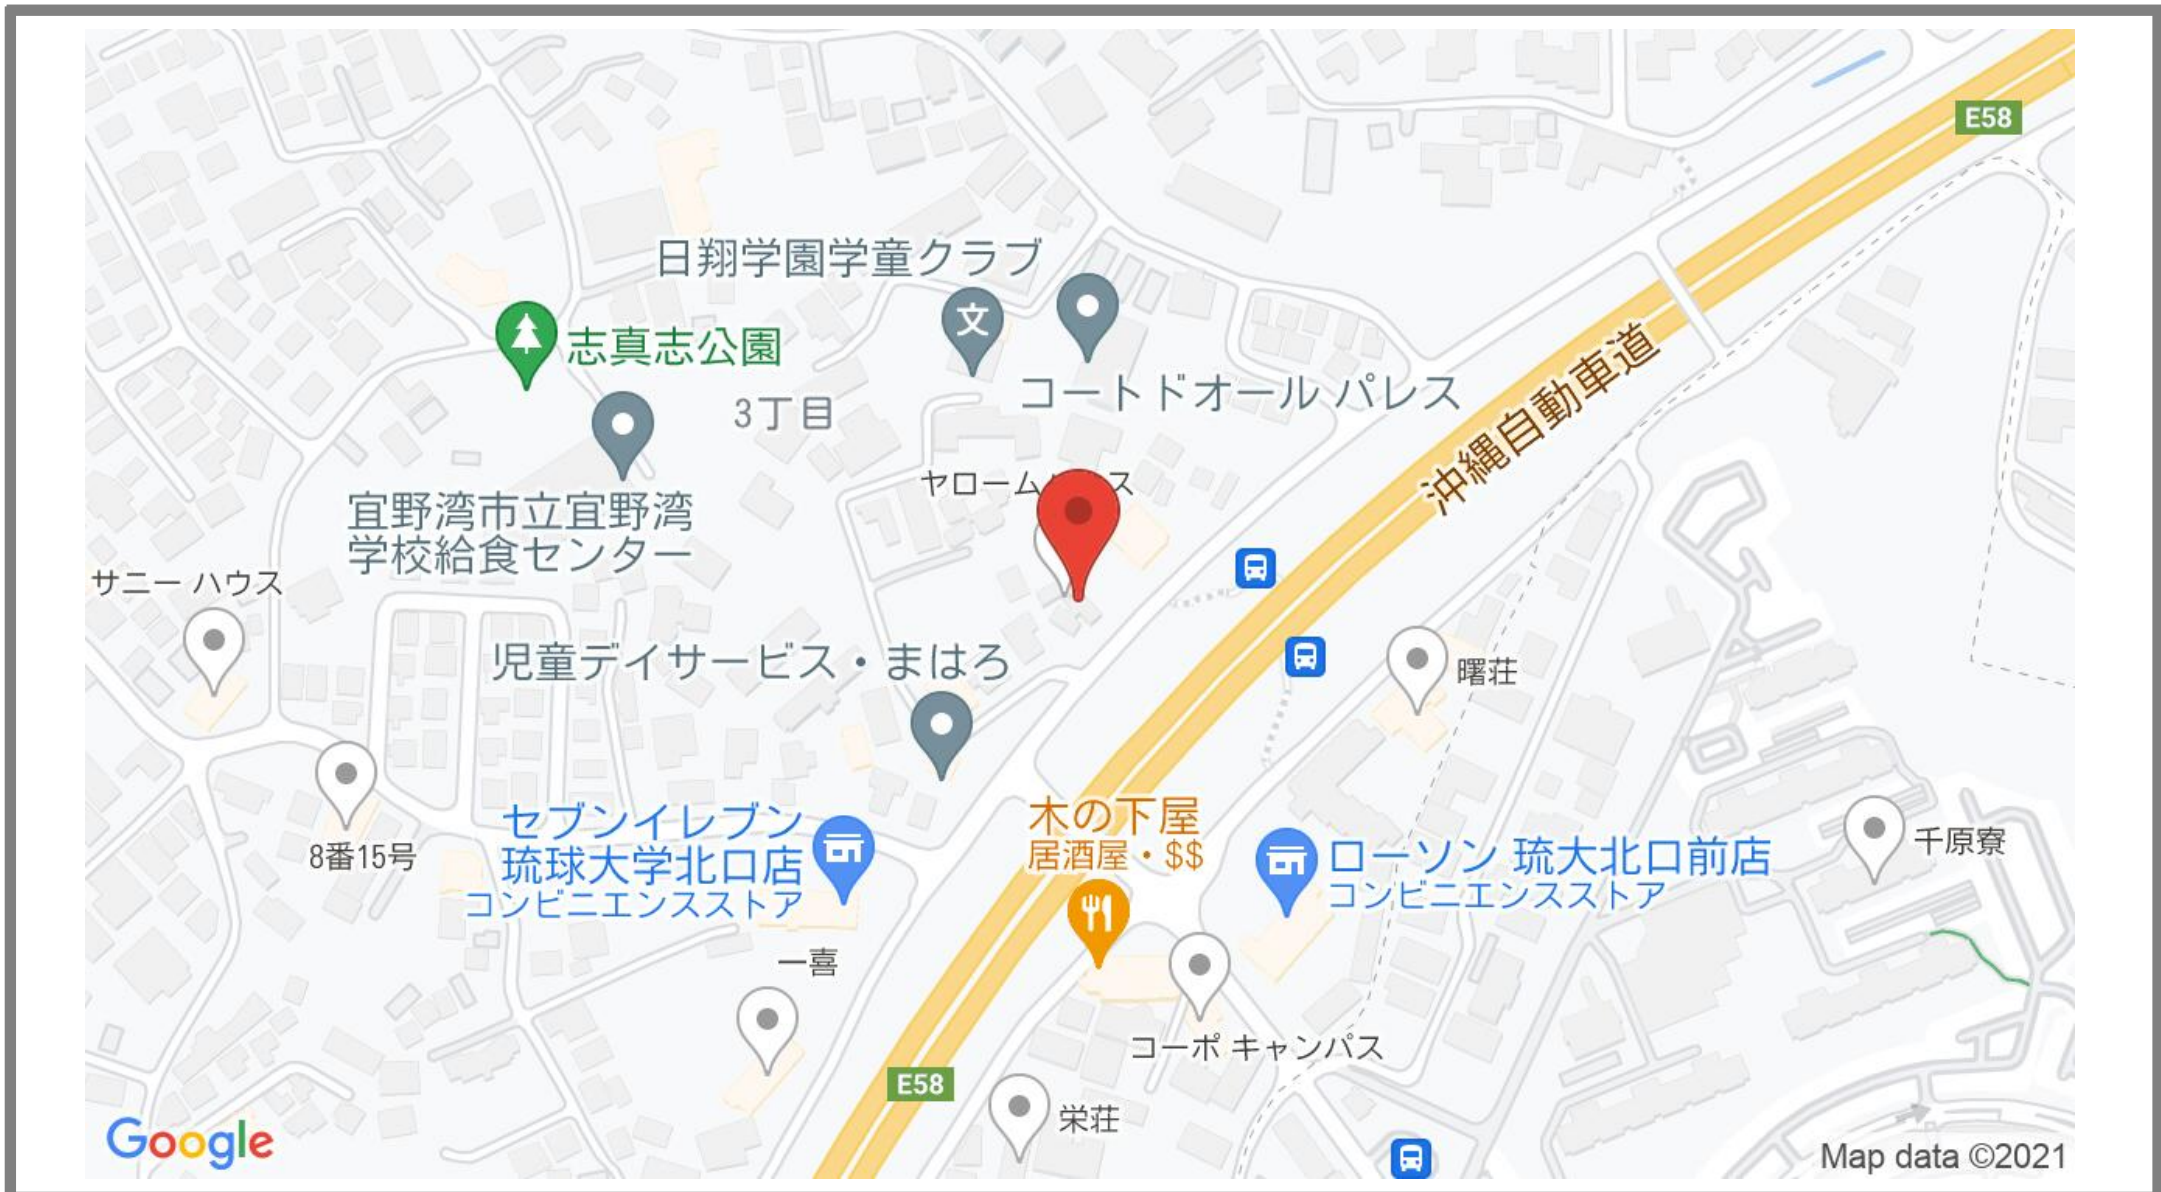 E58
日翔学園学童クラブ
文
志真志公園
コートドオール パレス
3丁目
沖縄自動車道
ヤローム
ス
宜野湾市立宜野湾
学校給食センター
サニー ハウス
児童デイサービス・まはろ
曙荘
セブンイレブン
琉球大学北口店
コンビニエンスストア
木の下屋
居酒屋・$$
ローソン 琉大北口前店
コンビニエンスストア
千原寮
8番15号
一喜
コーポ キャンパス
E58
栄荘
Google
Map data ©2021